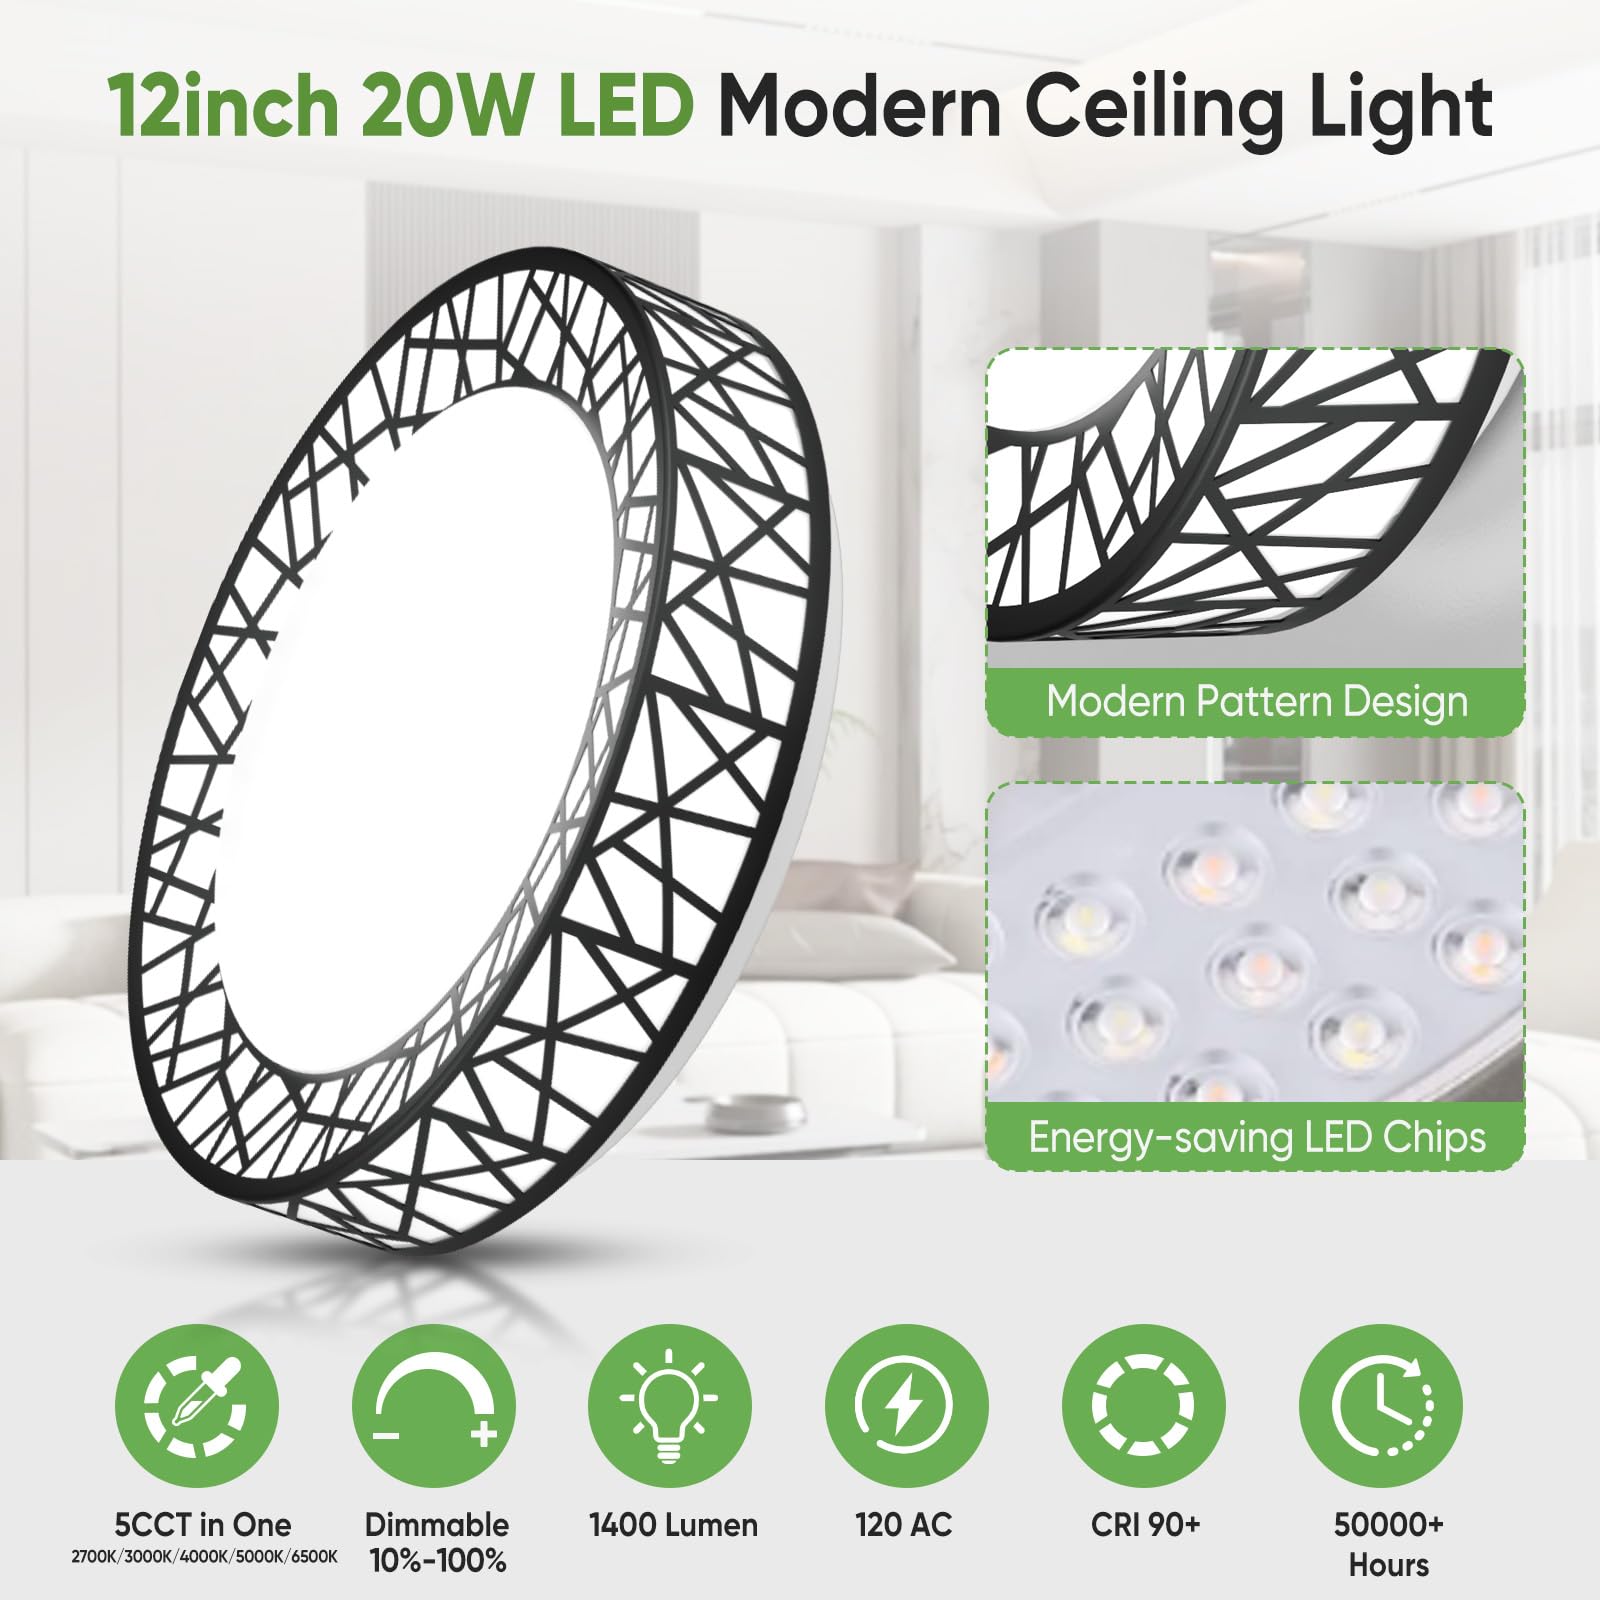 12inch 20W LED Modern Ceiling Light
Modern Pattern Design
Energy-saving LED Chips
5CCT in One
2700K/3000K/4000K/5000K/6500K
Dimmable
10%-100%
1400 Lumen
120 AC
CRI 90+
50000+
Hours